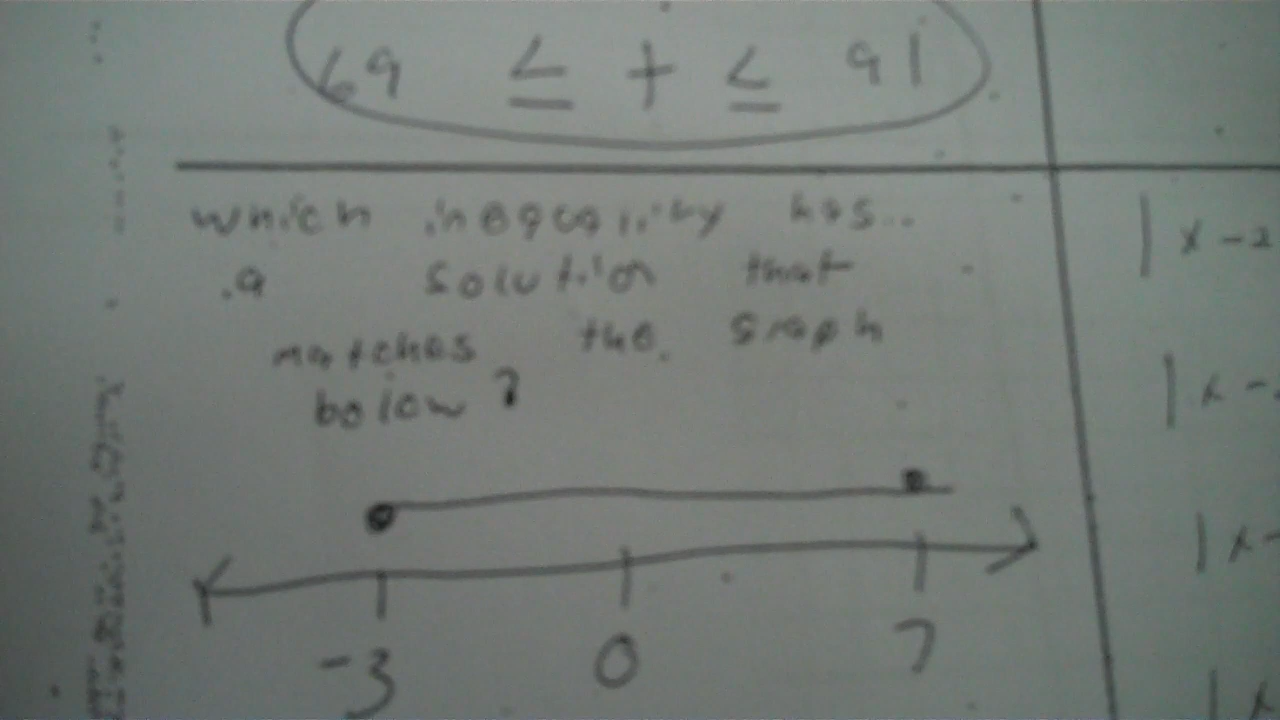 69 ≤ t ≤ 91
which inequality has...
a solution that
matches the graph
below?
-3 0 7
|x-2
|x-
|x-
|x